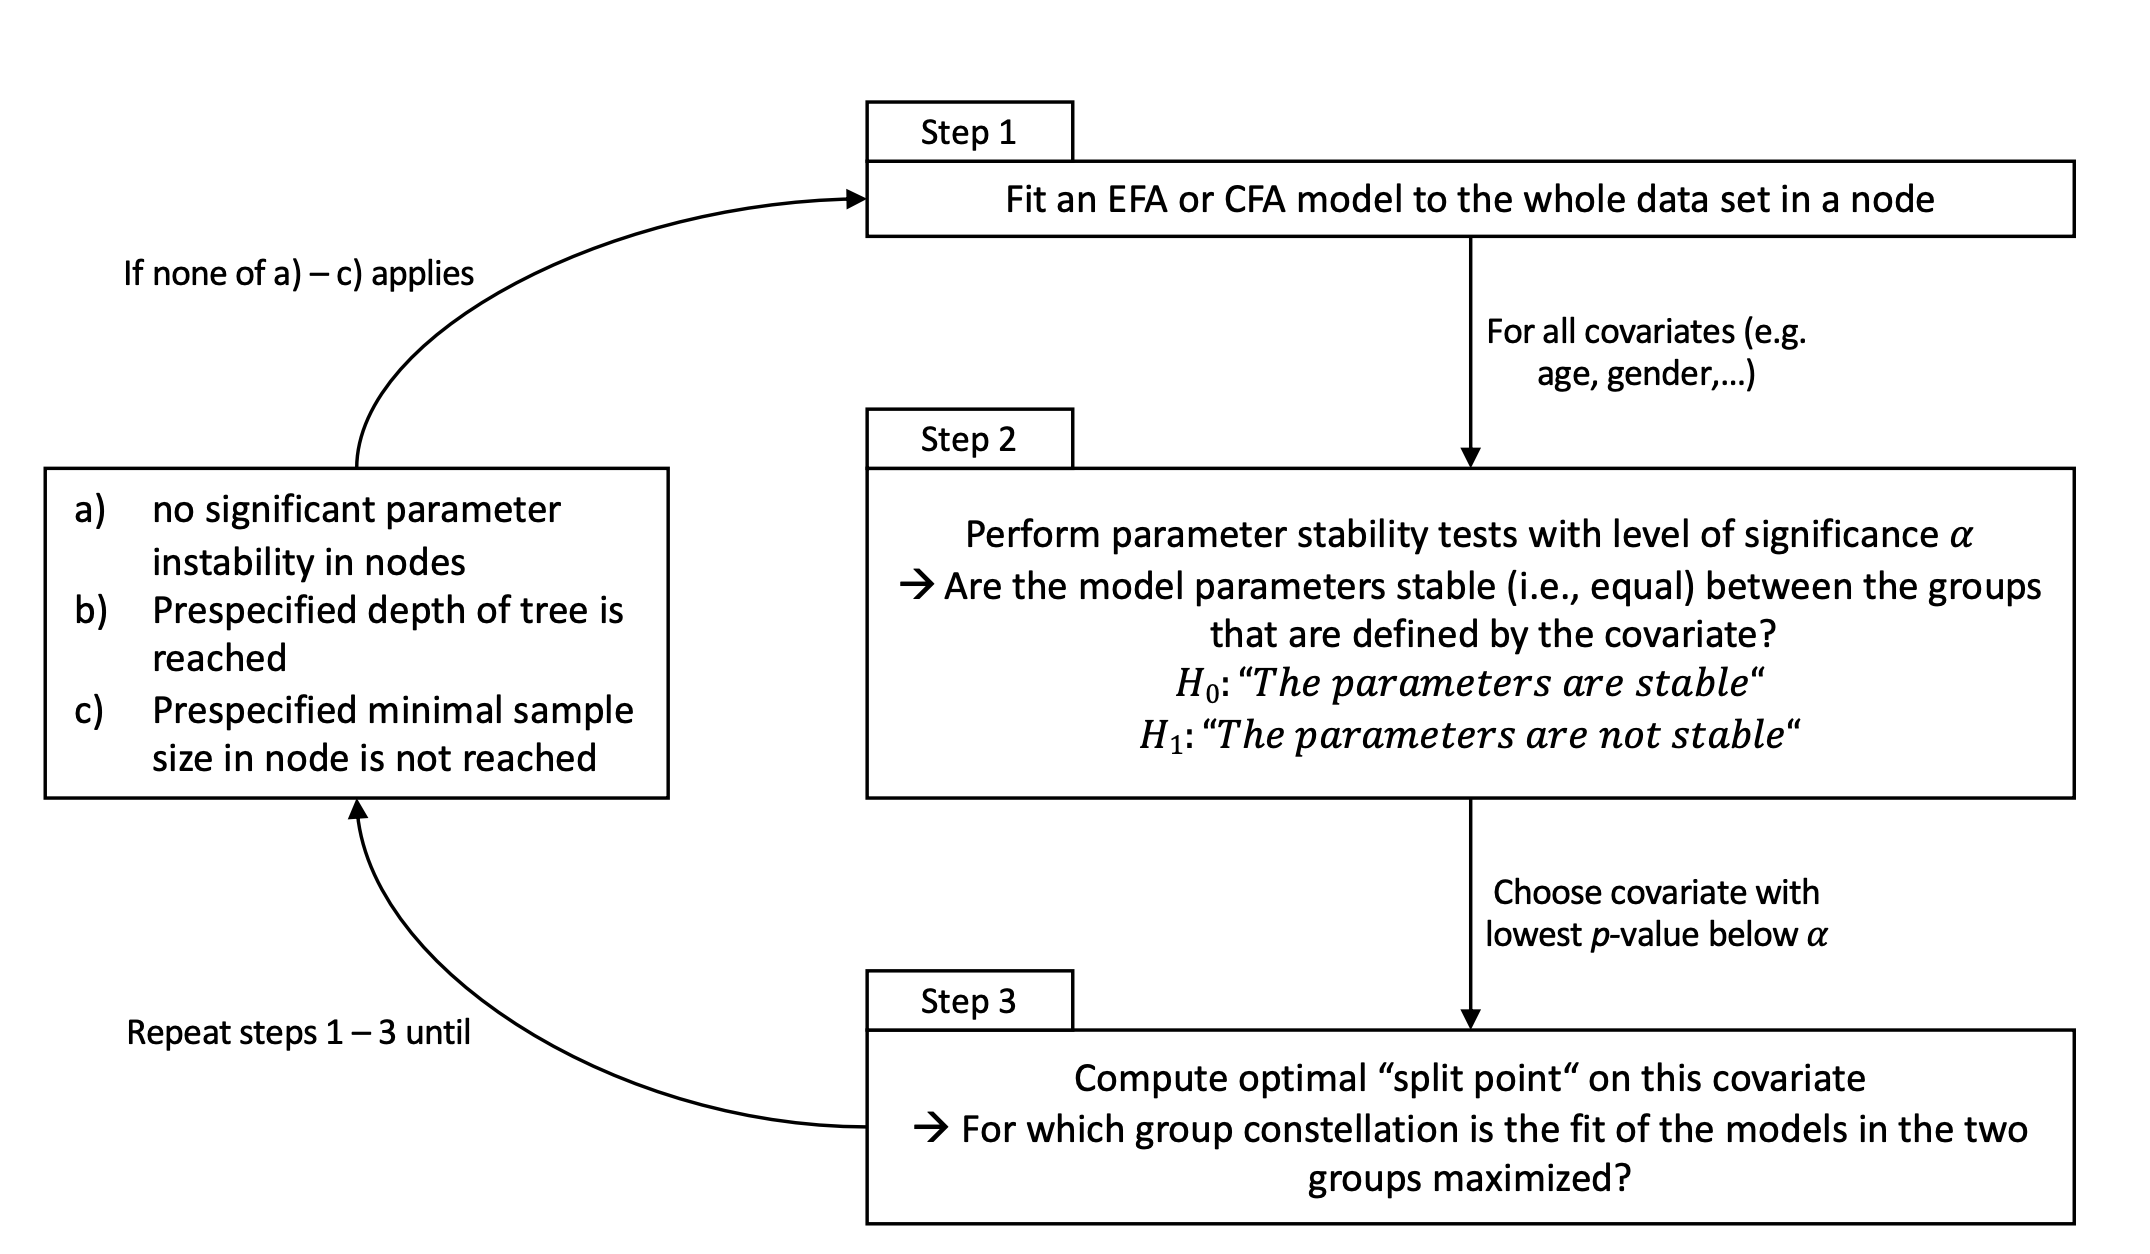 Step 1
Fit an EFA or CFA model to the whole data set in a node
For all covariates (e.g.
age, gender,...)
Step 2
Perform parameter stability tests with level of significance α
→ Are the model parameters stable (i.e., equal) between the groups
that are defined by the covariate?
H₀: “The parameters are stable“
H₁: “The parameters are not stable“
Choose covariate with
lowest p-value below α
Step 3
Compute optimal “split point“ on this covariate
→ For which group constellation is the fit of the models in the two
groups maximized?
Repeat steps 1 – 3 until
a) no significant parameter
instability in nodes
b) Prespecified depth of tree is
reached
c) Prespecified minimal sample
size in node is not reached
If none of a) – c) applies